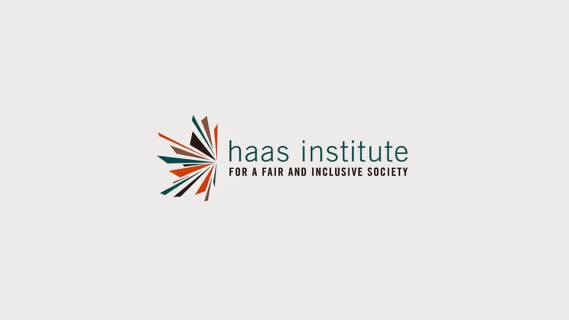 haas institute
FOR A FAIR AND INCLUSIVE SOCIETY